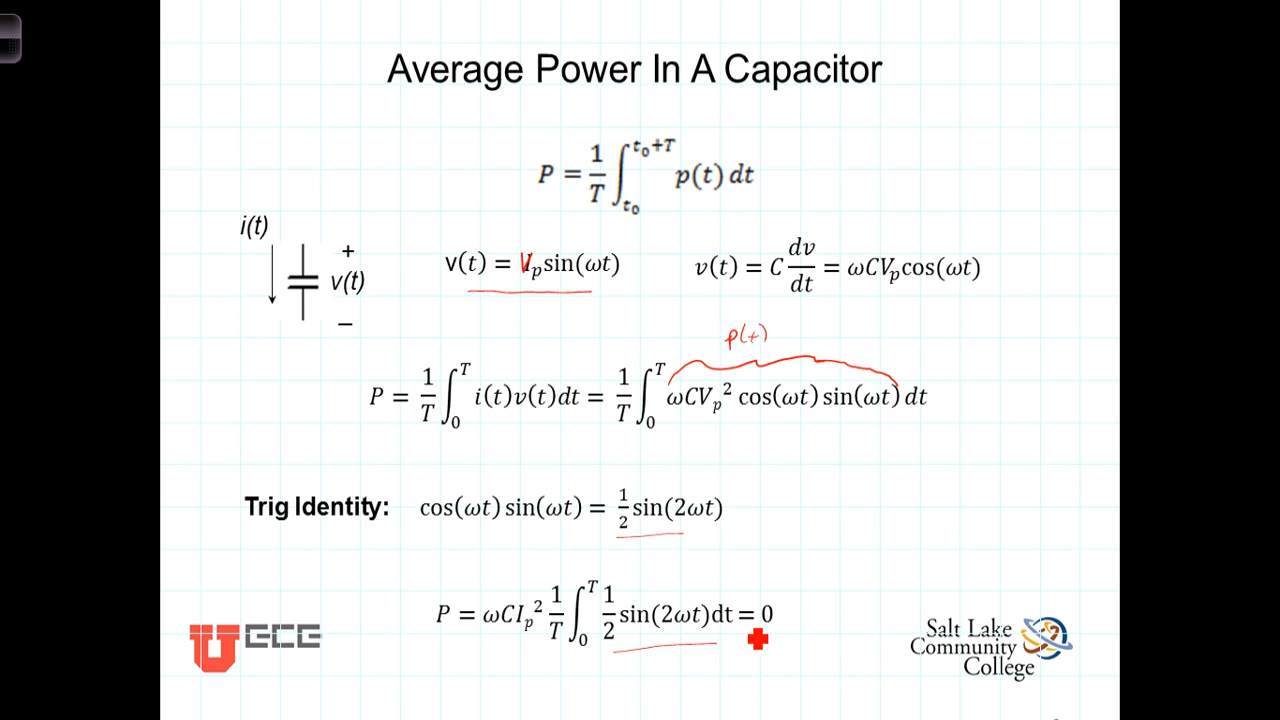 Average Power In A Capacitor
P = 1/T ∫_{t₀}^{t₀+T} p(t) dt
i(t)
+
v(t)
−
v(t) = V_p sin(ωt)
v(t) = C dv/dt = ωCV_p cos(ωt)
p(t)
P = 1/T ∫_0^T i(t)v(t)dt = 1/T ∫_0^T ωCV_p² cos(ωt) sin(ωt) dt
Trig Identity: cos(ωt) sin(ωt) = 1/2 sin(2ωt)
P = ωCI_p² 1/T ∫_0^T 1/2 sin(2ωt)dt = 0
U ECE
Salt Lake
Community
College